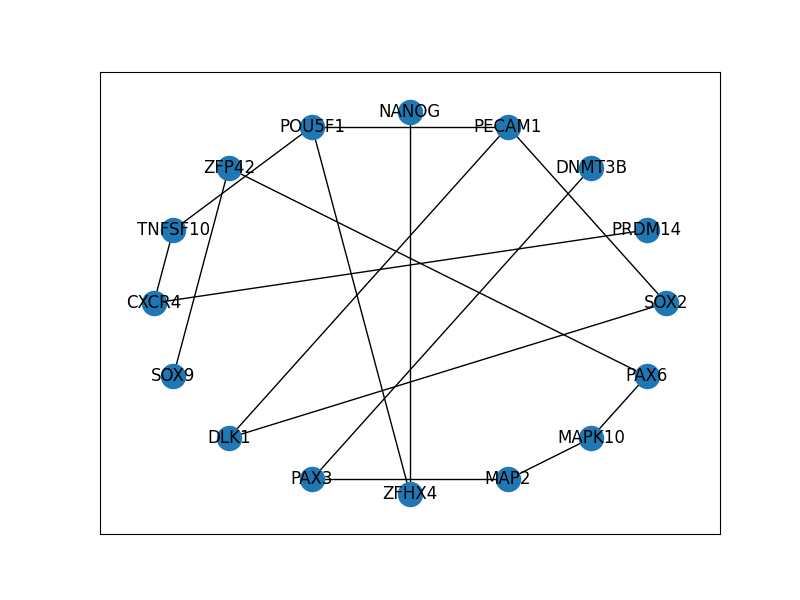 NANOG
POU5F1
PECAM1
ZFP42
DNMT3B
TNFSF10
PRDM14
CXCR4
SOX2
SOX9
PAX6
DLK1
MAPK10
PAX3
MAP2
ZFHX4